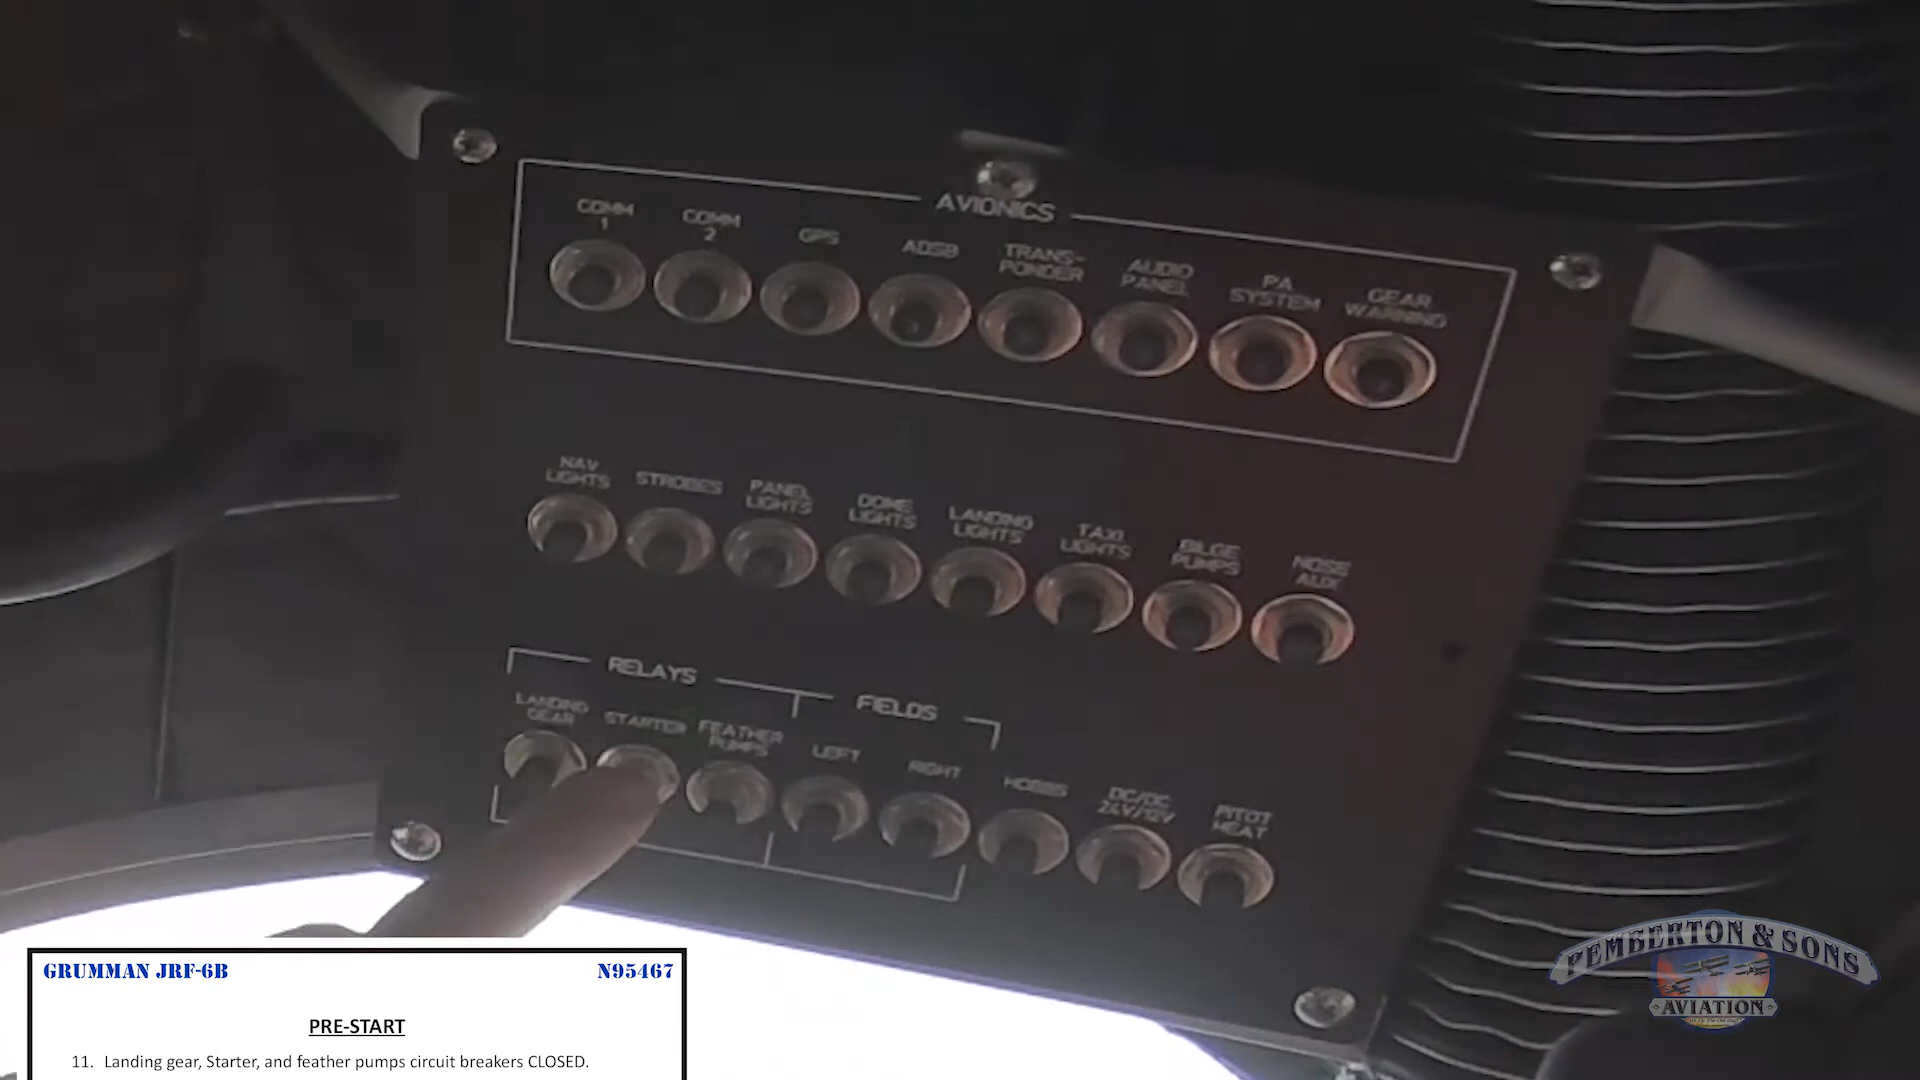 AVIONICS
COMM
1
COMM
2
GPS
ADSB
TRANS-
PONDER
AUDIO
PANEL
PA
SYSTEM
GEAR
WARNING
NAV
LIGHTS
STROBES
PANEL
LIGHTS
DOME
LIGHTS
LANDING
LIGHTS
TAXI
LIGHTS
BILGE
PUMPS
NOSE
AUX
RELAYS
FIELDS
LANDING
GEAR
STARTER
FEATHER
PUMPS
LEFT
RIGHT
HOBBS
DC/DC
24V/12V
PITOT
HEAT
GRUMMAN JRF-6B
N95467
PRE-START
11. Landing gear, Starter, and feather pumps circuit breakers CLOSED.
PEMBERTON & SONS
AVIATION